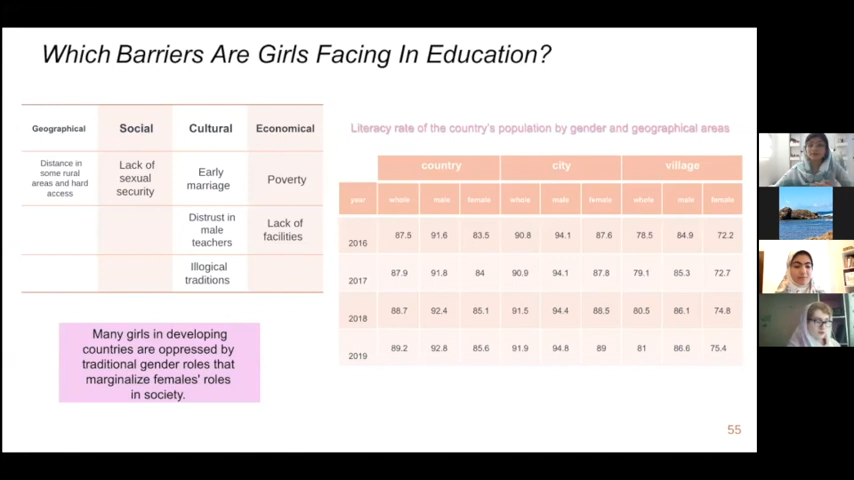 Which Barriers Are Girls Facing In Education?
Geographical Social Cultural Economical
Distance in
some rural
areas and hard
access
Lack of
sexual
security
Early
marriage
Poverty
Distrust in
male
teachers
Lack of
facilities
Illogical
traditions
Many girls in developing
countries are oppressed by
traditional gender roles that
marginalize females' roles
in society.
Literacy rate of the country's population by gender and geographical areas
country city village
year whole male female whole male female whole male female
2016 87.5 91.6 83.5 90.8 94.1 87.6 78.5 84.9 72.2
2017 87.9 91.8 84 90.9 94.1 87.8 79.1 85.3 72.7
2018 88.7 92.4 85.1 91.5 94.4 88.5 80.5 86.1 74.8
2019 89.2 92.8 85.6 91.9 94.8 89 81 86.6 75.4
55